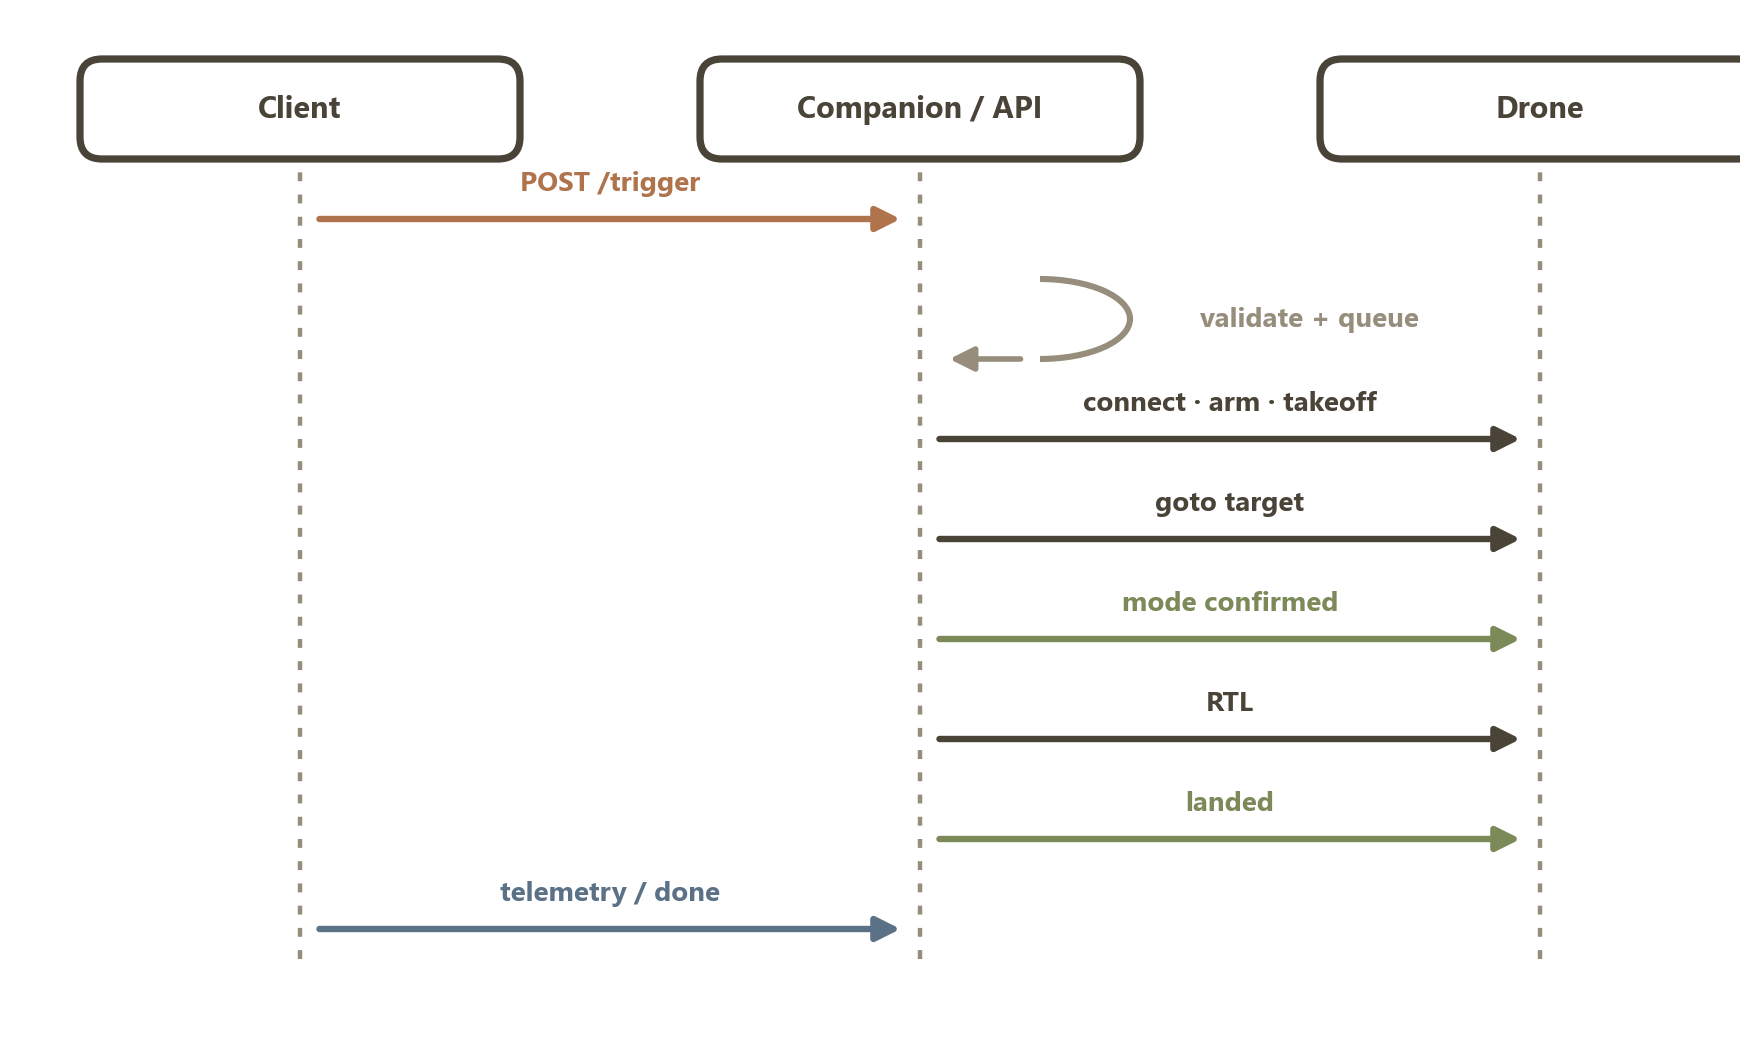 Client
Companion / API
Drone
POST /trigger
validate + queue
connect · arm · takeoff
goto target
mode confirmed
RTL
landed
telemetry / done